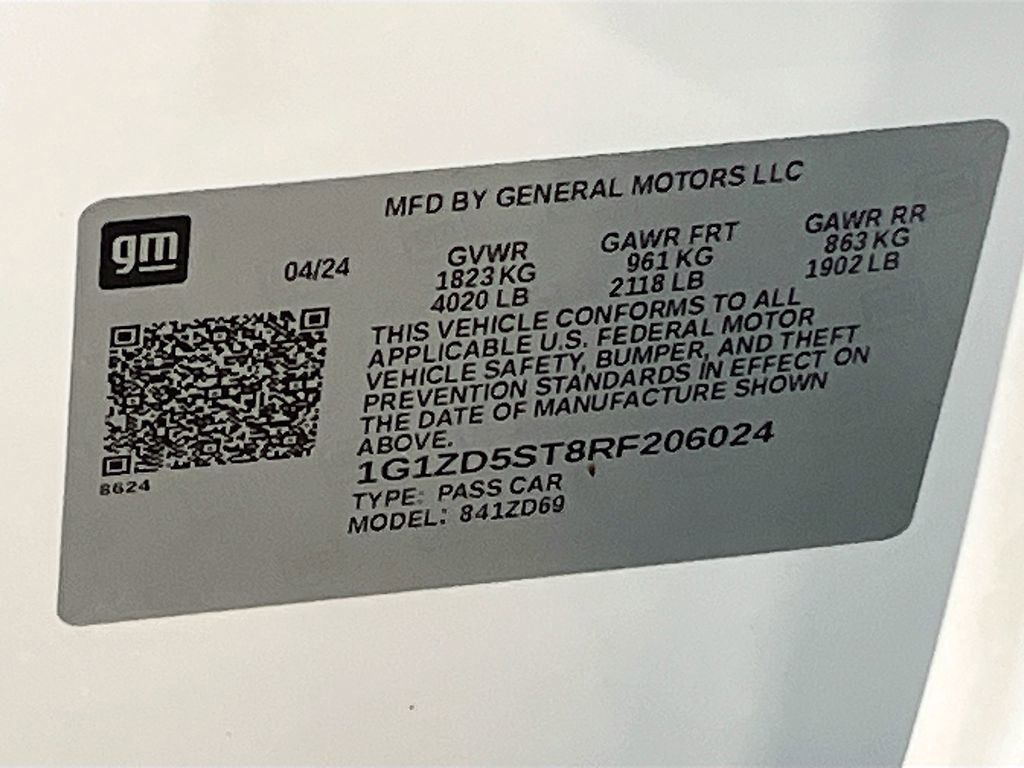 MFD BY GENERAL MOTORS LLC
gm
04/24
GVWR
1823 KG
4020 LB
GAWR FRT
961 KG
2118 LB
GAWR RR
863 KG
1902 LB
THIS VEHICLE CONFORMS TO ALL
APPLICABLE U.S. FEDERAL MOTOR
VEHICLE SAFETY, BUMPER, AND THEFT
PREVENTION STANDARDS IN EFFECT ON
THE DATE OF MANUFACTURE SHOWN
ABOVE.
1G1ZD5ST8RF206024
TYPE: PASS CAR
MODEL: 841ZD69
8624